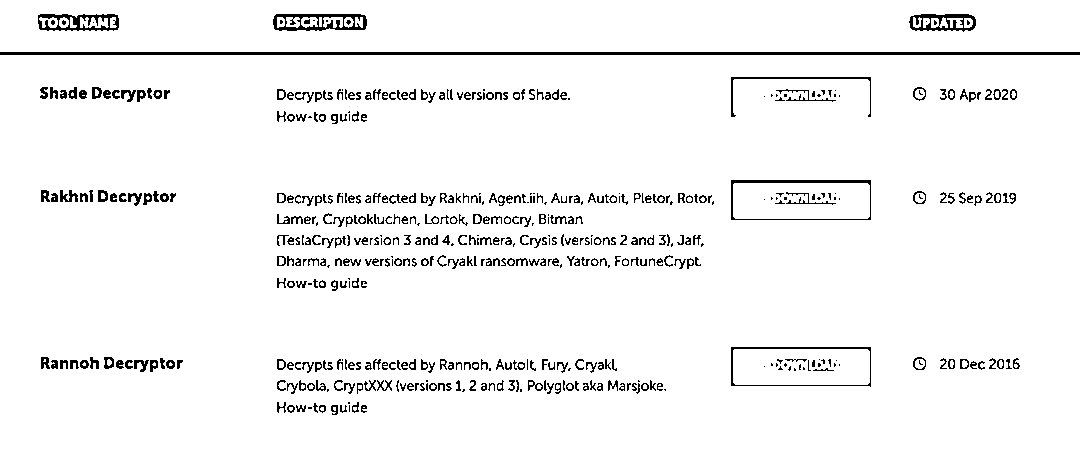 TOOL NAME DESCRIPTION UPDATED
Shade Decryptor Decrypts files affected by all versions of Shade. DOWNLOAD 30 Apr 2020
How-to guide
Rakhni Decryptor Decrypts files affected by Rakhni, Agent.iih, Aura, Autoit, Pletor, Rotor, DOWNLOAD 25 Sep 2019
Lamer, Cryptokluchen, Lortok, Democry, Bitman
(TeslaCrypt) version 3 and 4, Chimera, Crysis (versions 2 and 3), Jaff,
Dharma, new versions of Cryakl ransomware, Yatron, FortuneCrypt.
How-to guide
Rannoh Decryptor Decrypts files affected by Rannoh, AutoIt, Fury, Cryakl, DOWNLOAD 20 Dec 2016
Crybola, CryptXXX (versions 1, 2 and 3), Polyglot aka Marsjoke.
How-to guide